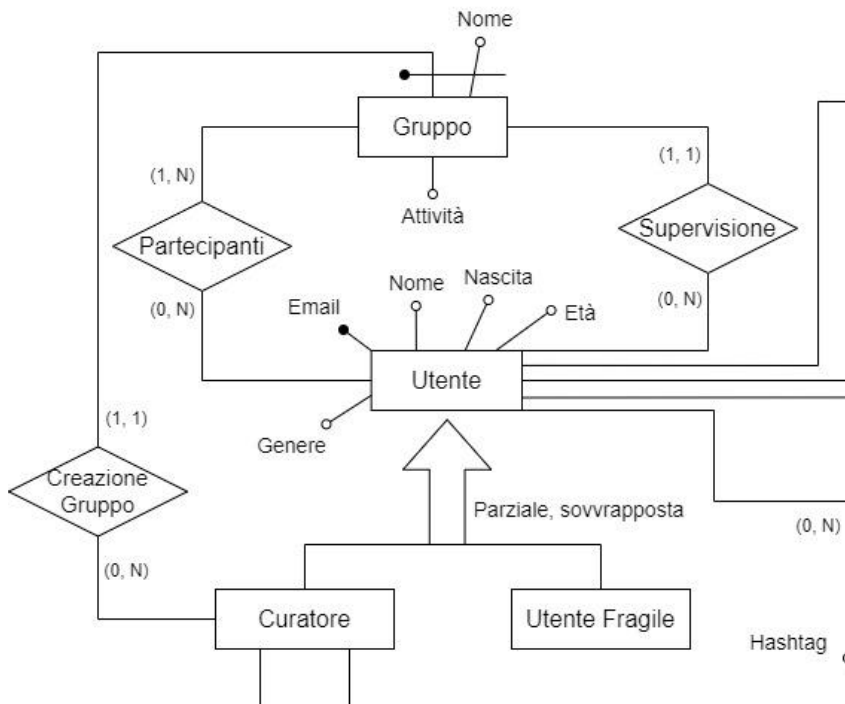 Nome
Gruppo
(1, N)
(1, 1)
Attività
Partecipanti
Supervisione
Nome
Nascita
(0, N)
Email
Età
(0, N)
Utente
(1, 1)
Genere
Creazione
Gruppo
Parziale, sovvrapposta
(0, N)
(0, N)
Curatore
Utente Fragile
Hashtag